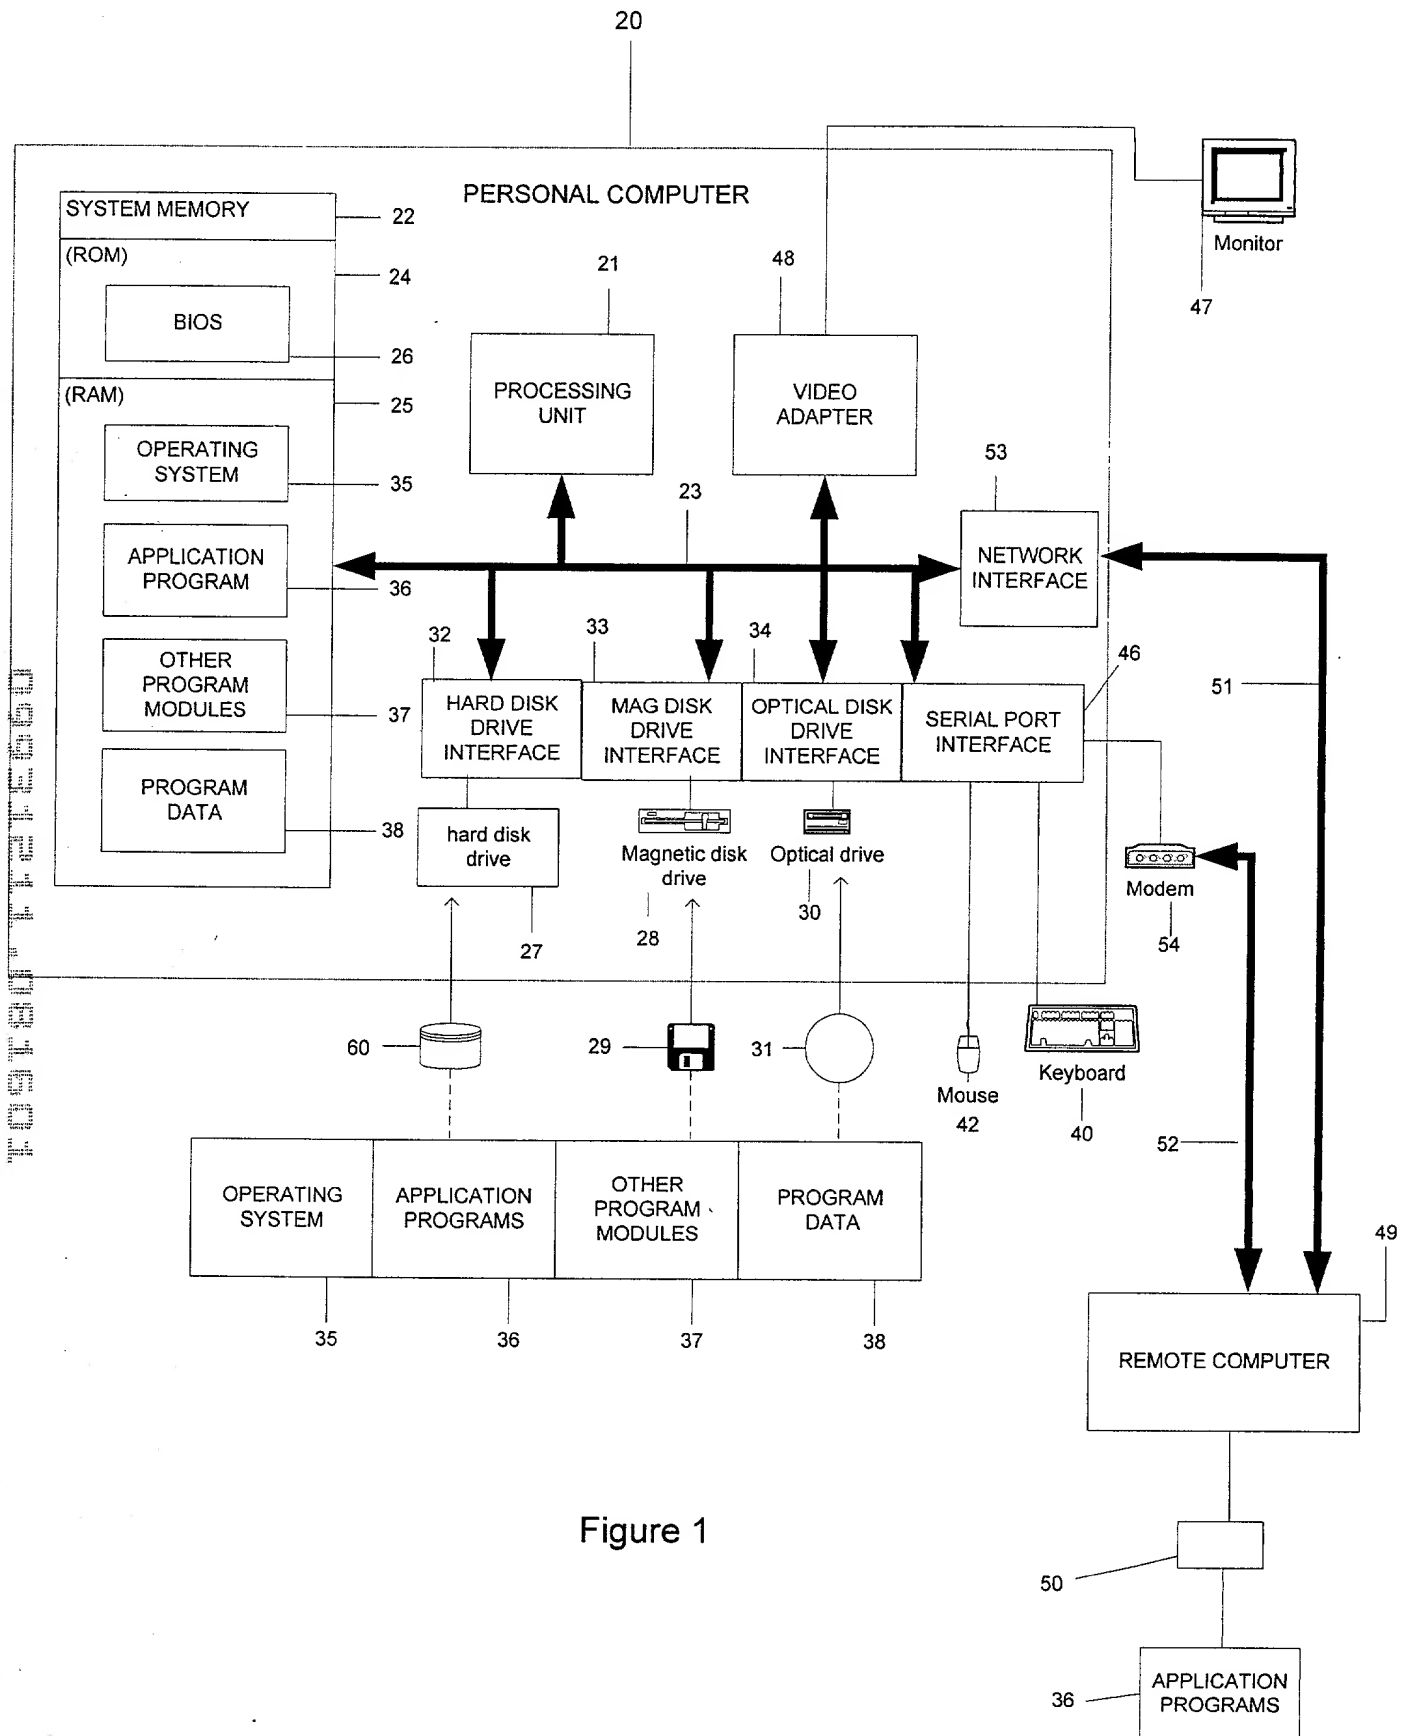 20
PERSONAL COMPUTER
SYSTEM MEMORY
22
(ROM)
24
BIOS
26
(RAM)
25
OPERATING
SYSTEM
35
APPLICATION
PROGRAM
36
OTHER
PROGRAM
MODULES
37
PROGRAM
DATA
38
21
PROCESSING
UNIT
48
VIDEO
ADAPTER
Monitor
47
23
53
NETWORK
INTERFACE
32
HARD DISK
DRIVE
INTERFACE
33
MAG DISK
DRIVE
INTERFACE
34
OPTICAL DISK
DRIVE
INTERFACE
46
SERIAL PORT
INTERFACE
51
hard disk
drive
27
Magnetic disk
drive
28
Optical drive
30
Modem
54
60
29
31
Mouse
42
Keyboard
40
52
OPERATING
SYSTEM
APPLICATION
PROGRAMS
OTHER
PROGRAM
MODULES
PROGRAM
DATA
35
36
37
38
49
REMOTE COMPUTER
50
36
APPLICATION
PROGRAMS
Figure 1